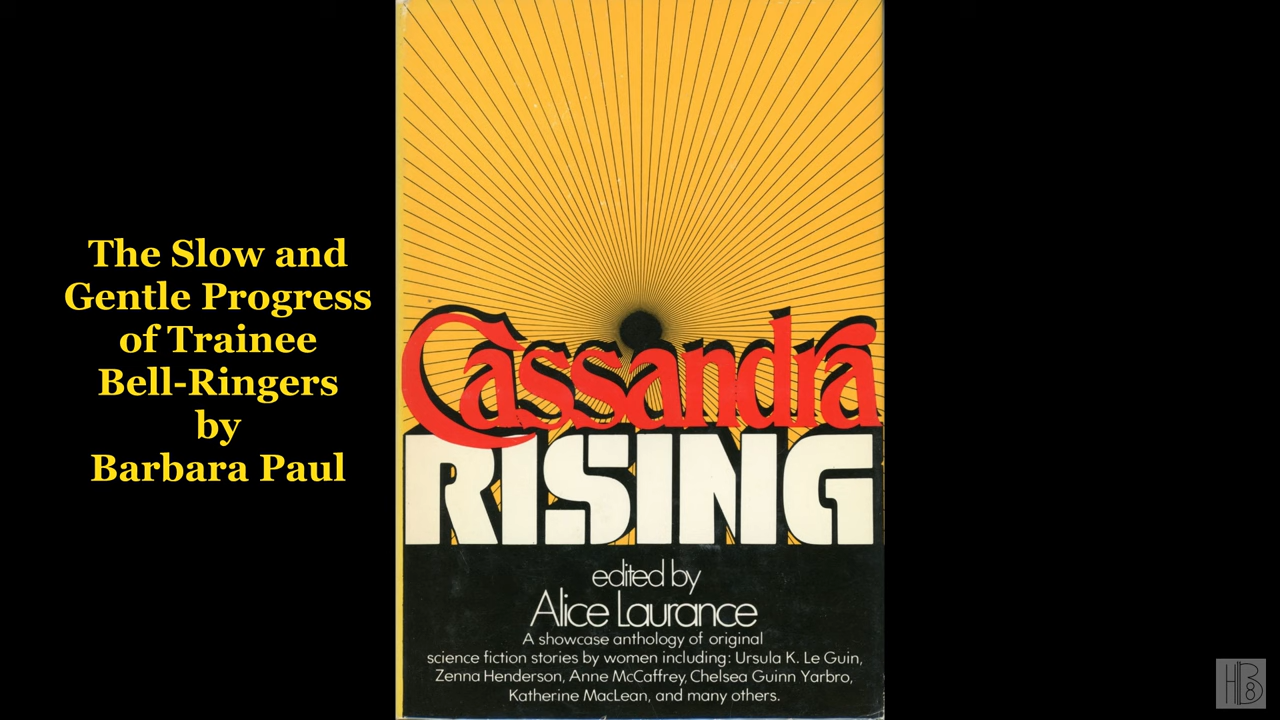 The Slow and
Gentle Progress
of Trainee
Bell-Ringers
by
Barbara Paul
Cassandra
RISING
edited by
Alice Laurance
A showcase anthology of original
science fiction stories by women including: Ursula K. Le Guin,
Zenna Henderson, Anne McCaffrey, Chelsea Guinn Yarbro,
Katherine MacLean, and many others.